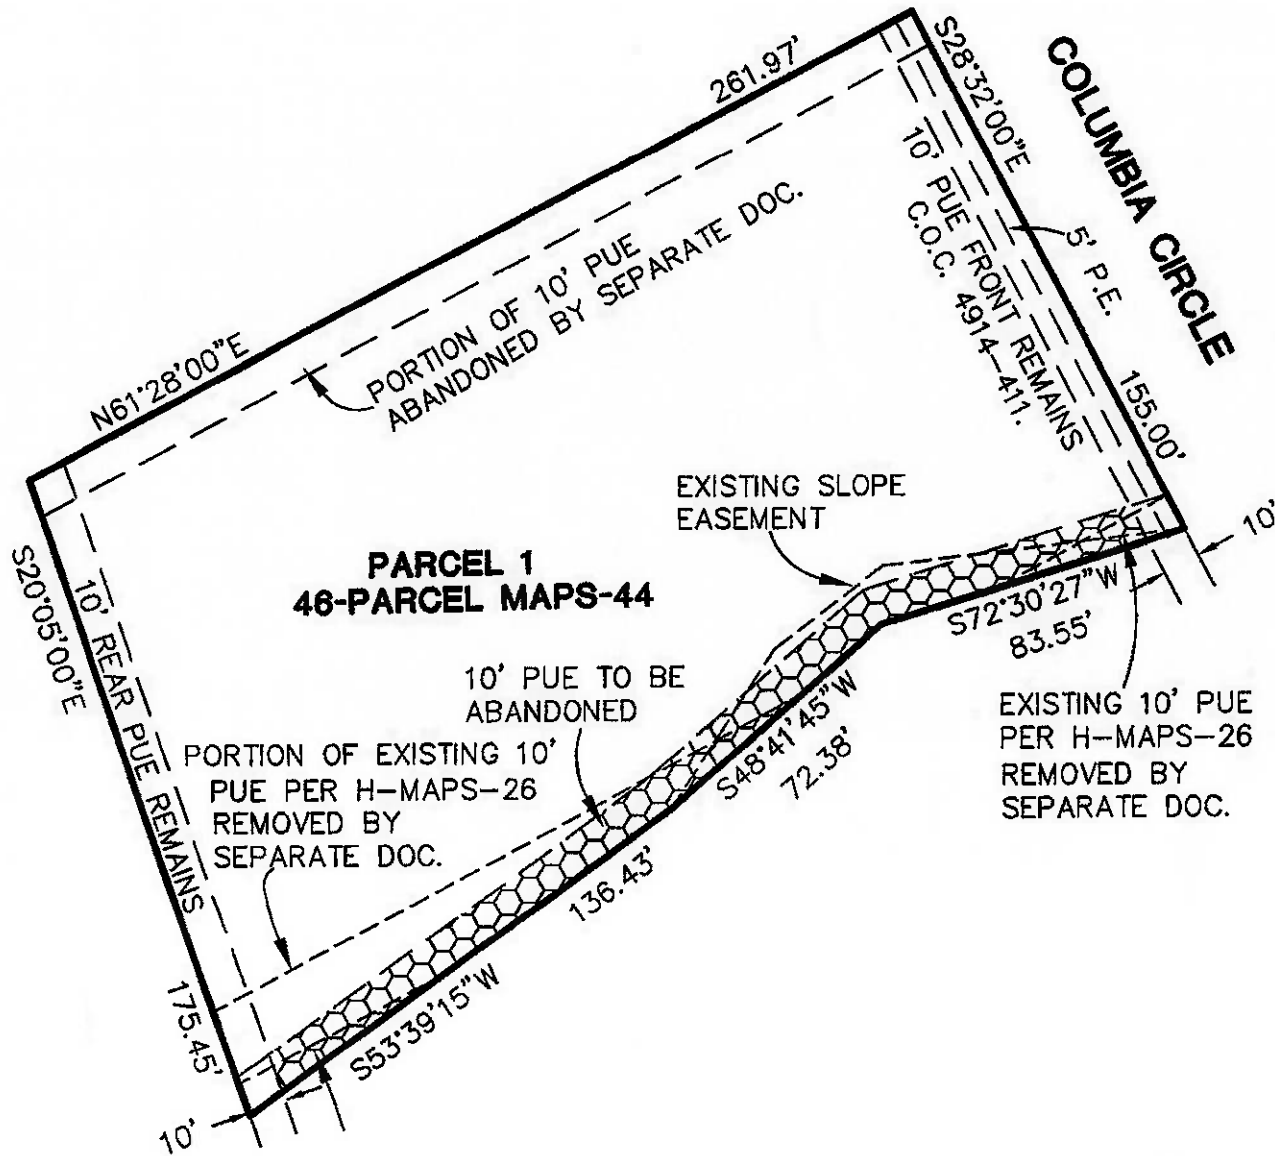 261.97'
S28°32'00"E
COLUMBIA CIRCLE
10' PUE FRONT REMAINS
C.O.C. 4914-411.
5' P.E.
155.00'
10'
N61°28'00"E
PORTION OF 10' PUE
ABANDONED BY SEPARATE DOC.
EXISTING SLOPE
EASEMENT
PARCEL 1
46-PARCEL MAPS-44
S20°05'00"E
10' REAR PUE REMAINS
175.45'
10' PUE TO BE
ABANDONED
PORTION OF EXISTING 10'
PUE PER H-MAPS-26
REMOVED BY
SEPARATE DOC.
S72°30'27"W
83.55'
S48°41'45"W
72.38'
EXISTING 10' PUE
PER H-MAPS-26
REMOVED BY
SEPARATE DOC.
136.43'
S53°39'15"W
10'